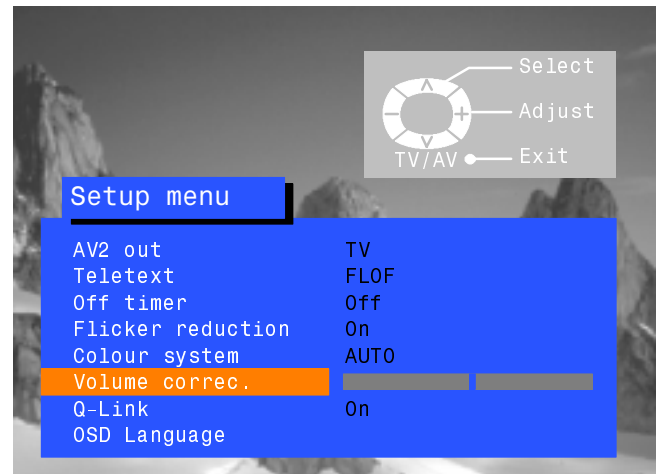 Select
Adjust
TV/AV Exit
Setup menu
AV2 out TV
Teletext FLOF
Off timer Off
Flicker reduction On
Colour system AUTO
Volume correc.
Q-Link On
OSD Language